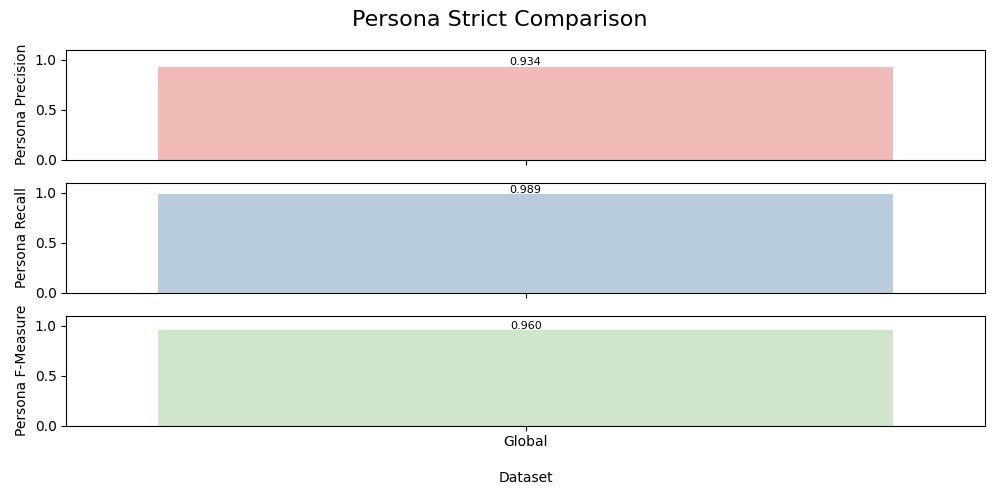 Persona Strict Comparison
Persona Precision
1.0
0.5
0.0
0.934
Persona Recall
1.0
0.5
0.0
0.989
Persona F-Measure
1.0
0.5
0.0
0.960
Global
Dataset